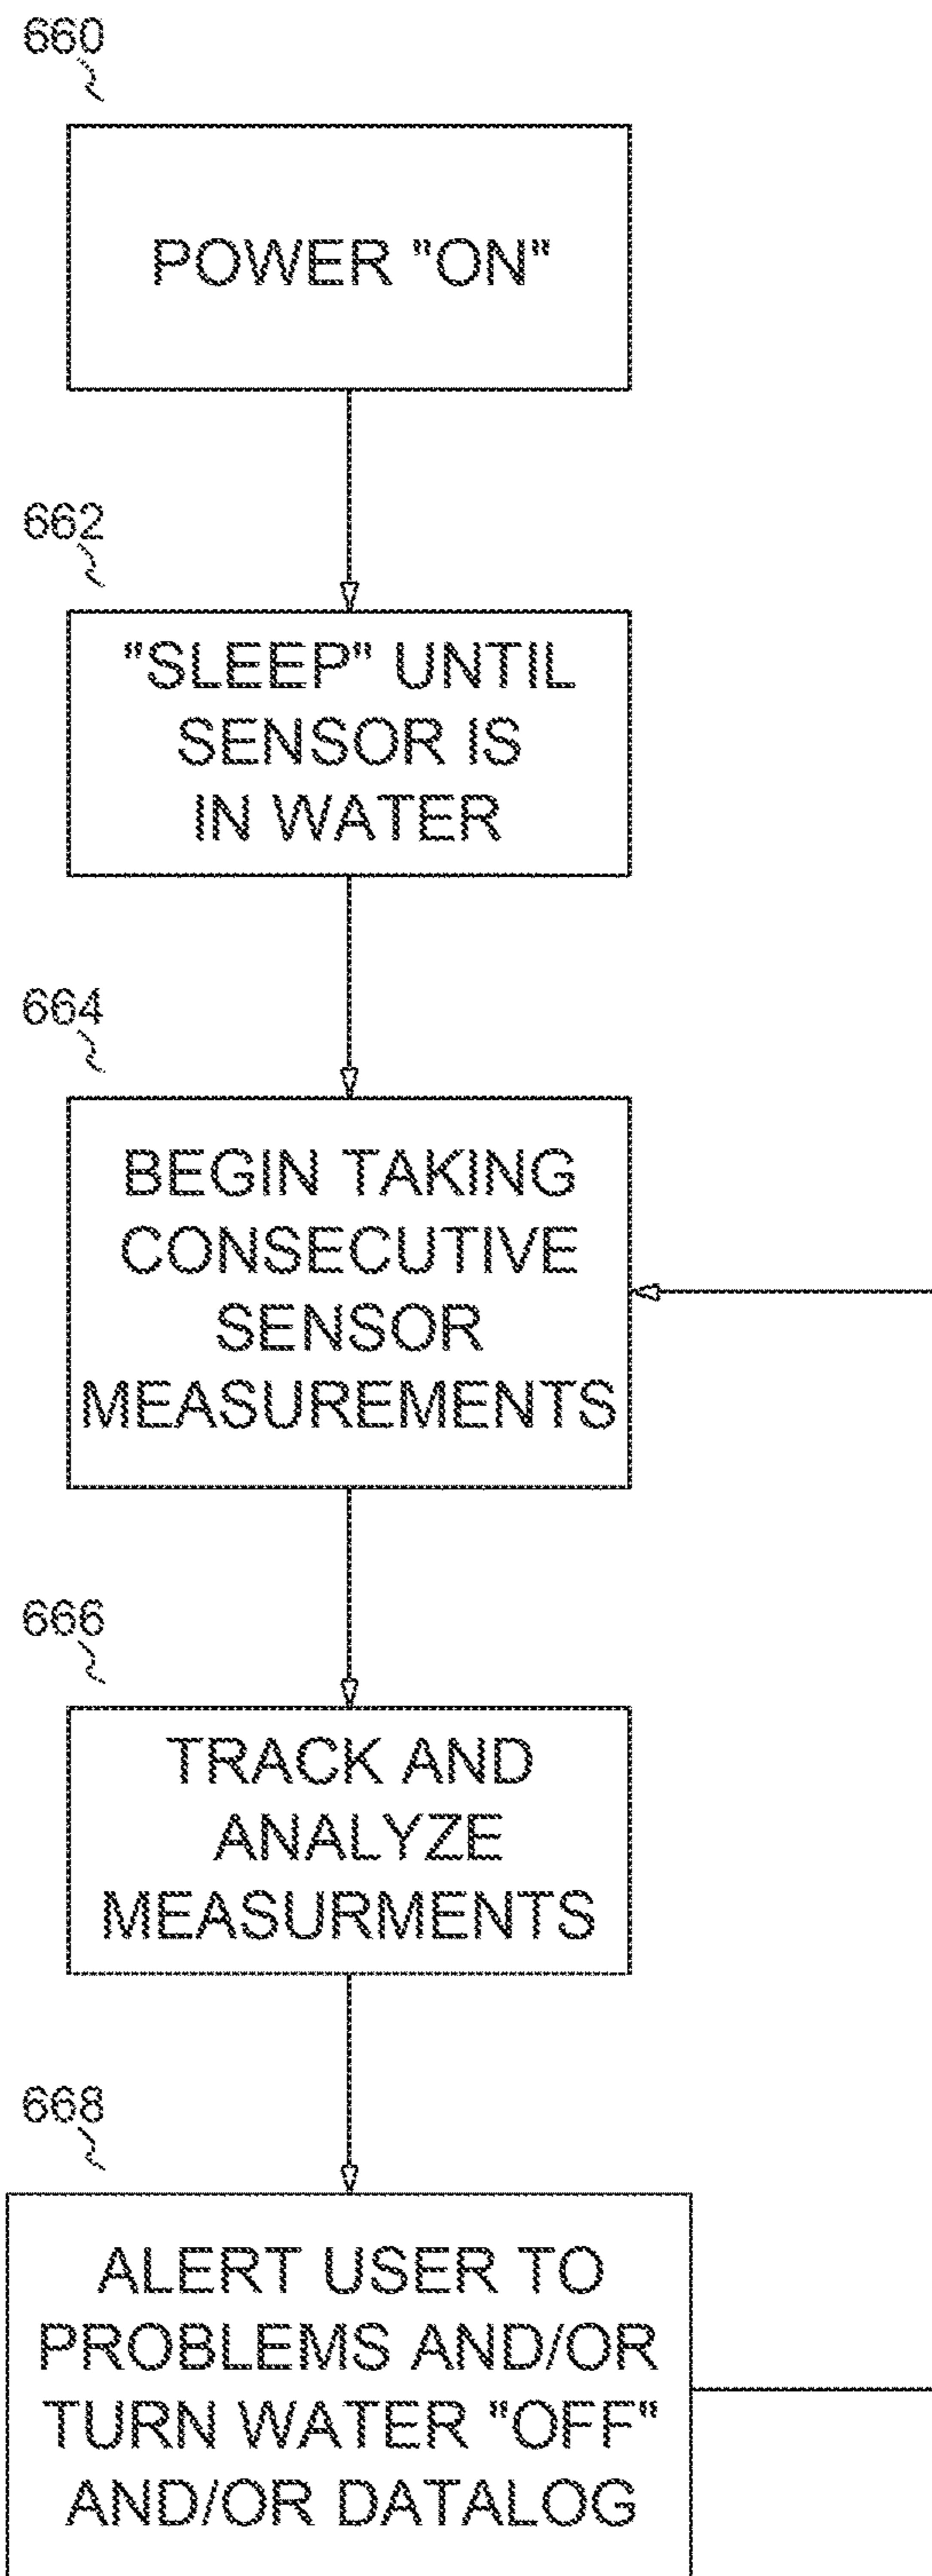 660
POWER "ON"
662
"SLEEP" UNTIL
SENSOR IS
IN WATER
664
BEGIN TAKING
CONSECUTIVE
SENSOR
MEASUREMENTS
666
TRACK AND
ANALYZE
MEASURMENTS
668
ALERT USER TO
PROBLEMS AND/OR
TURN WATER "OFF"
AND/OR DATALOG